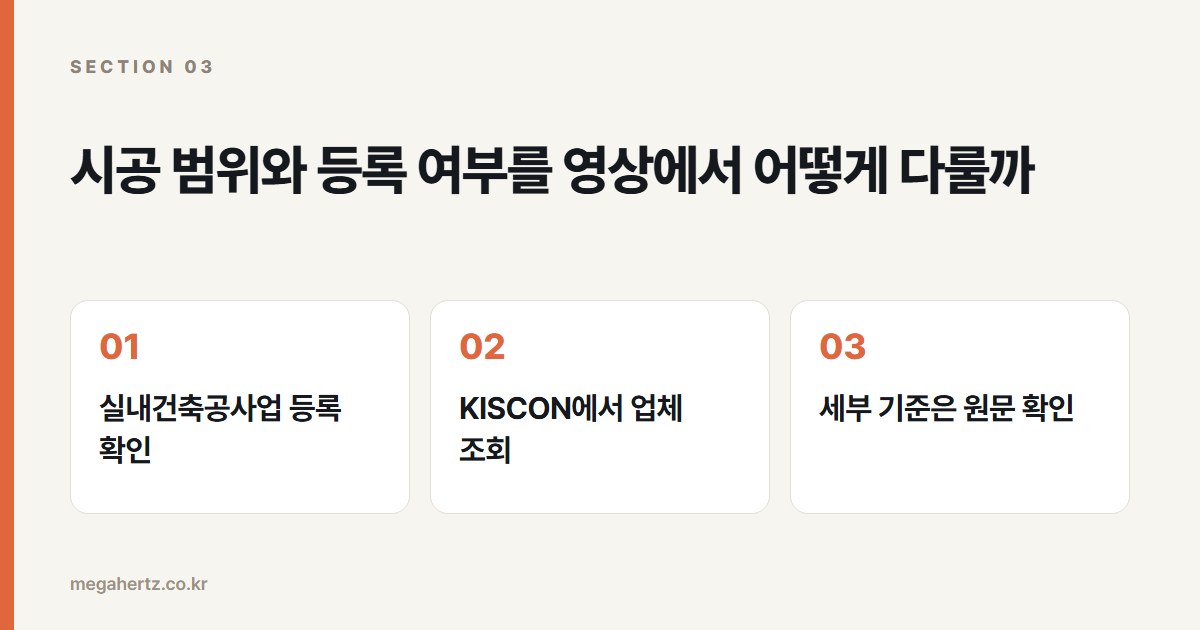 SECTION 03
시공 범위와 등록 여부를 영상에서 어떻게 다룰까
01
실내건축공사업 등록
확인
02
KISCON에서 업체
조회
03
세부 기준은 원문 확인
megahertz.co.kr